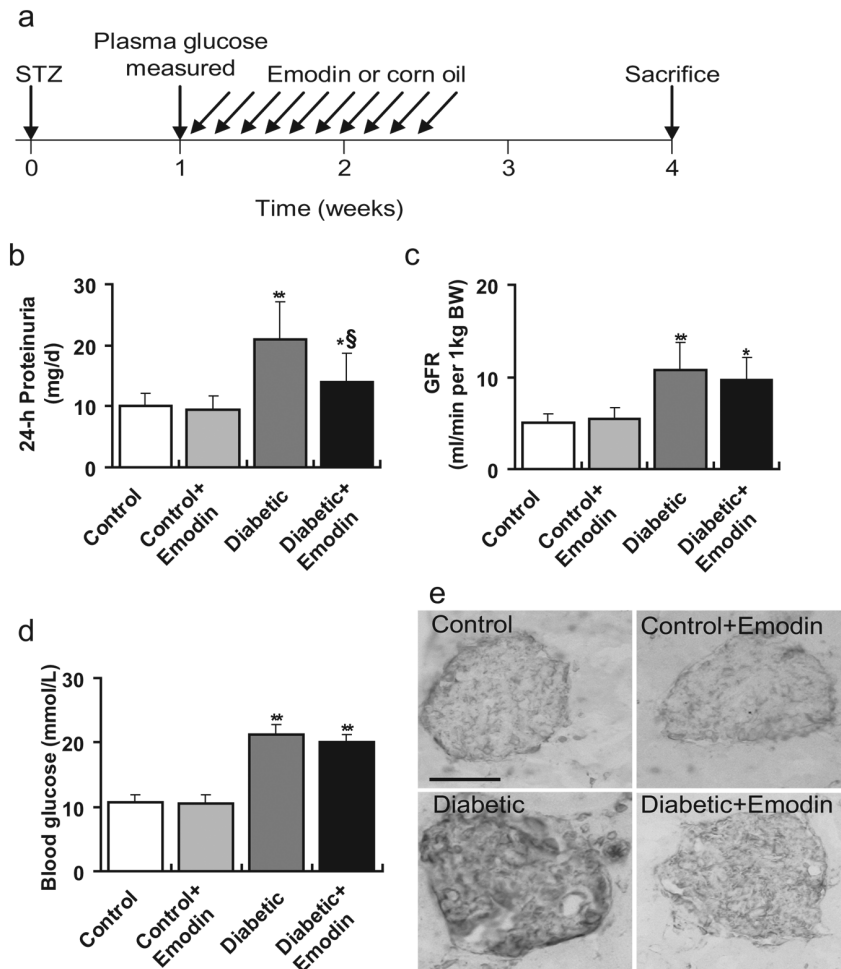 a
Plasma glucose
measured
STZ
Emodin or corn oil
Sacrifice
0 1 2 3 4
Time (weeks)
b
24-h Proteinuria
(mg/d)
30
20
10
0
**
*§
Control
Control+
Emodin
Diabetic
Diabetic+
Emodin
c
GFR
(ml/min per 1kg BW)
20
10
0
**
*
Control
Control+
Emodin
Diabetic
Diabetic+
Emodin
d
Blood glucose (mmol/L)
30
20
10
0
**
**
Control
Control+
Emodin
Diabetic
Diabetic+
Emodin
e
Control
Control+Emodin
Diabetic
Diabetic+Emodin